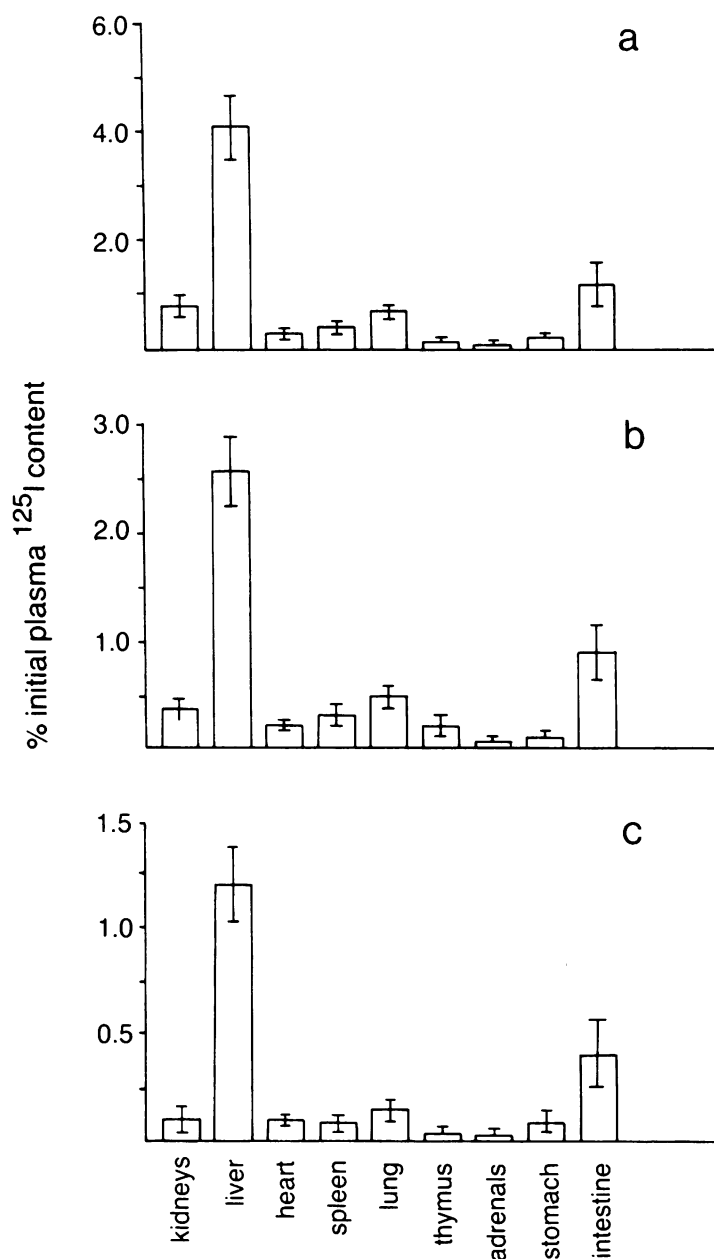 a
6.0
4.0
2.0
b
3.0
2.0
1.0
c
1.5
1.0
0.5
% initial plasma 125I content
kidneys
liver
heart
spleen
lung
thymus
adrenals
stomach
intestine